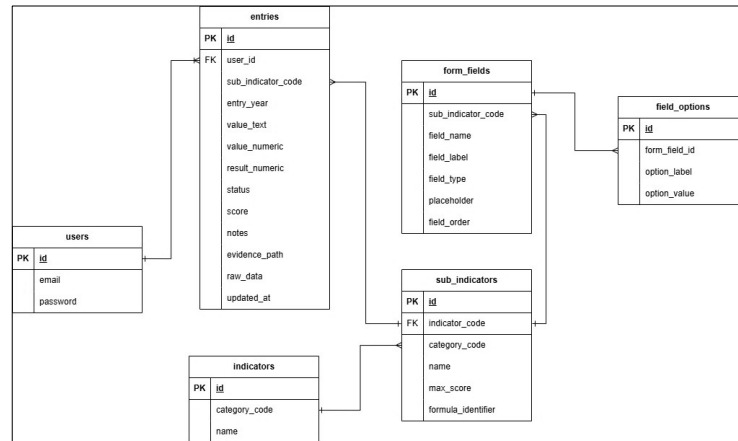 entries
PK id
FK user_id
sub_indicator_code
entry_year
value_text
value_numeric
result_numeric
status
score
notes
evidence_path
raw_data
updated_at
form_fields
PK id
sub_indicator_code
field_name
field_label
field_type
placeholder
field_order
field_options
PK id
form_field_id
option_label
option_value
users
PK id
email
password
sub_indicators
PK id
FK indicator_code
category_code
name
max_score
formula_identifier
indicators
PK id
category_code
name